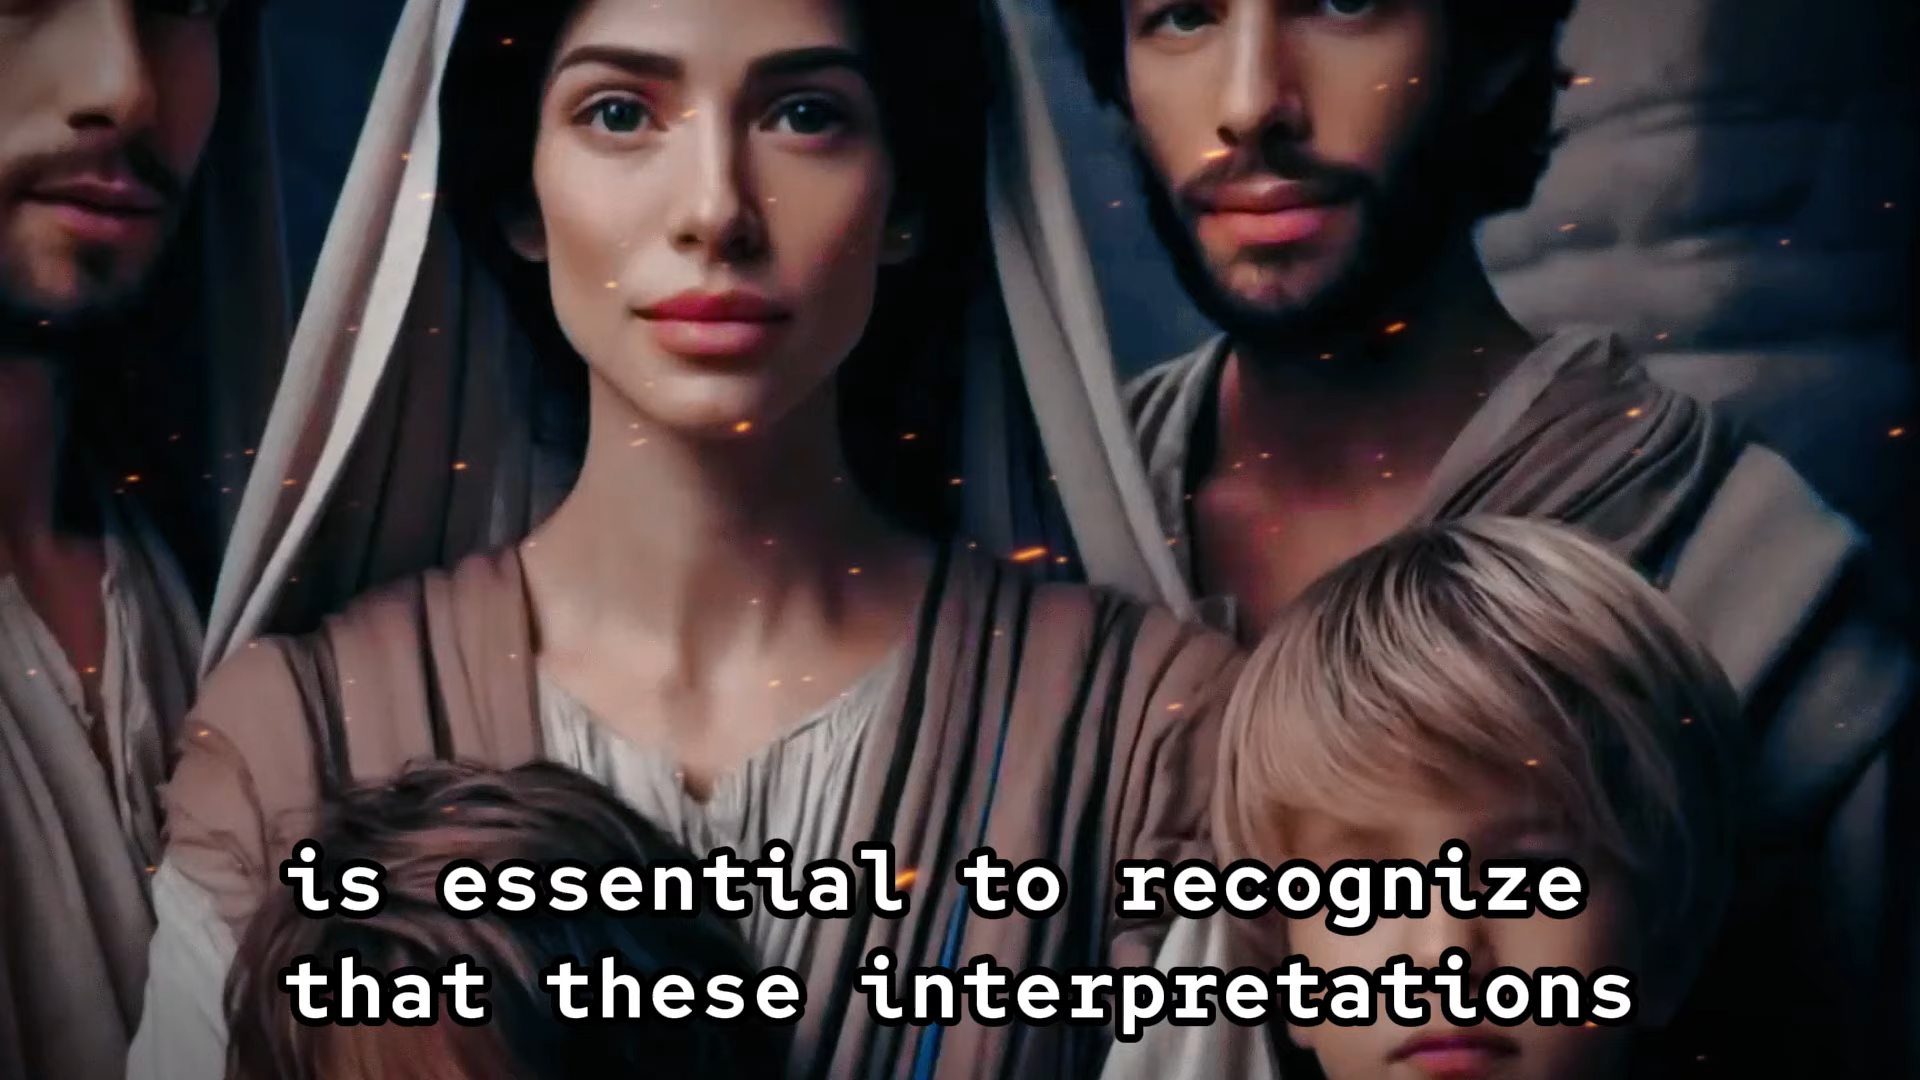 is essential to recognize
that these interpretations